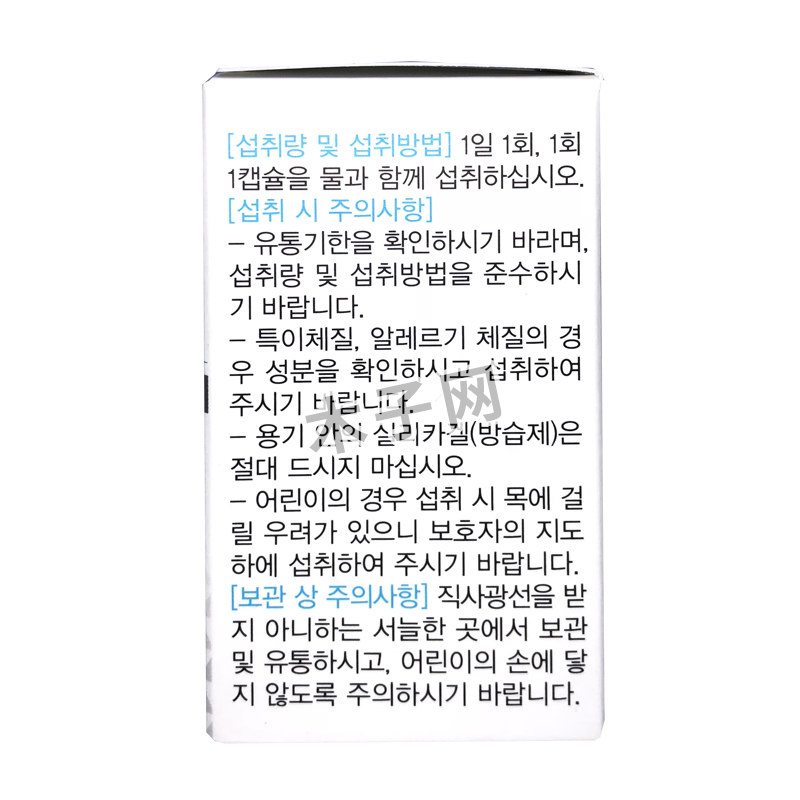 [섭취량 및 섭취방법] 1일 1회, 1회
1캡슐을 물과 함께 섭취하십시오.
[섭취 시 주의사항]
– 유통기한을 확인하시기 바라며,
섭취량 및 섭취방법을 준수하시
기 바랍니다.
– 특이체질, 알레르기 체질의 경
우 성분을 확인하시고 섭취하여
주시기 바랍니다.
– 용기 안의 실리카겔(방습제)은
절대 드시지 마십시오.
– 어린이의 경우 섭취 시 목에 걸
릴 우려가 있으니 보호자의 지도
하에 섭취하여 주시기 바랍니다.
[보관 상 주의사항] 직사광선을 받
지 아니하는 서늘한 곳에서 보관
및 유통하시고, 어린이의 손에 닿
지 않도록 주의하시기 바랍니다.
木子网